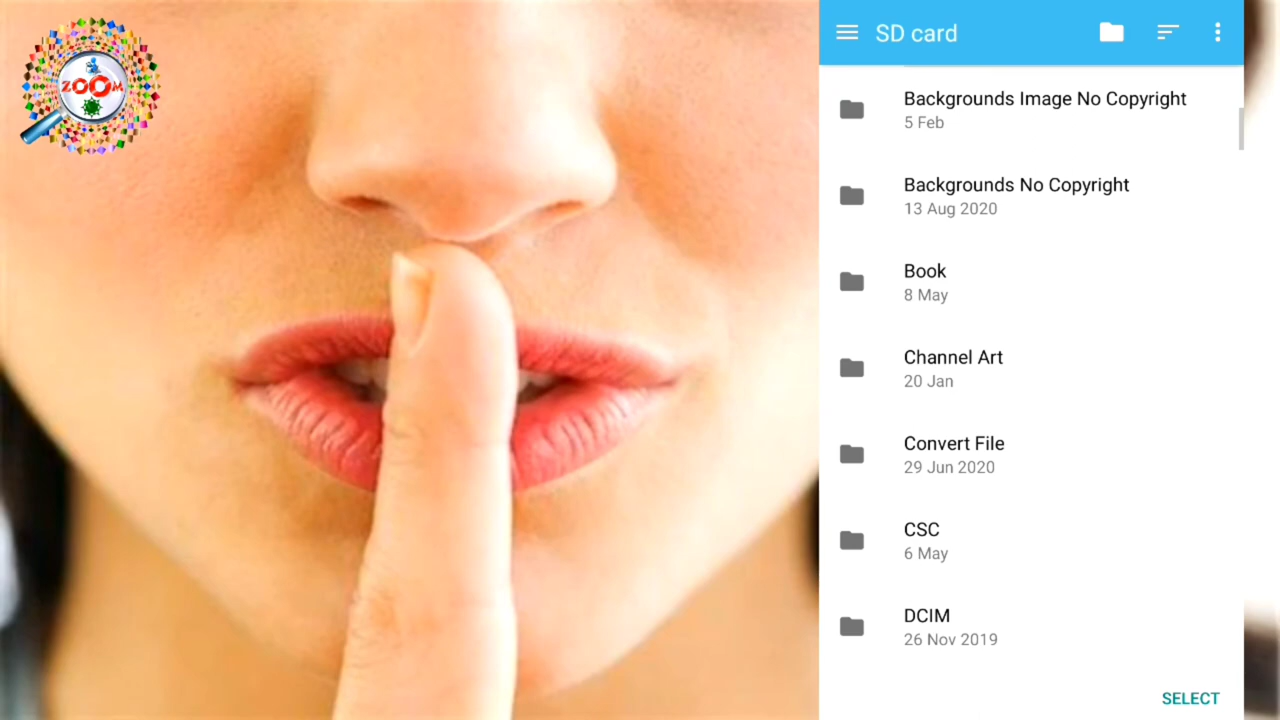 ZOOM
SD card
Backgrounds Image No Copyright
5 Feb
Backgrounds No Copyright
13 Aug 2020
Book
8 May
Channel Art
20 Jan
Convert File
29 Jun 2020
CSC
6 May
DCIM
26 Nov 2019
SELECT